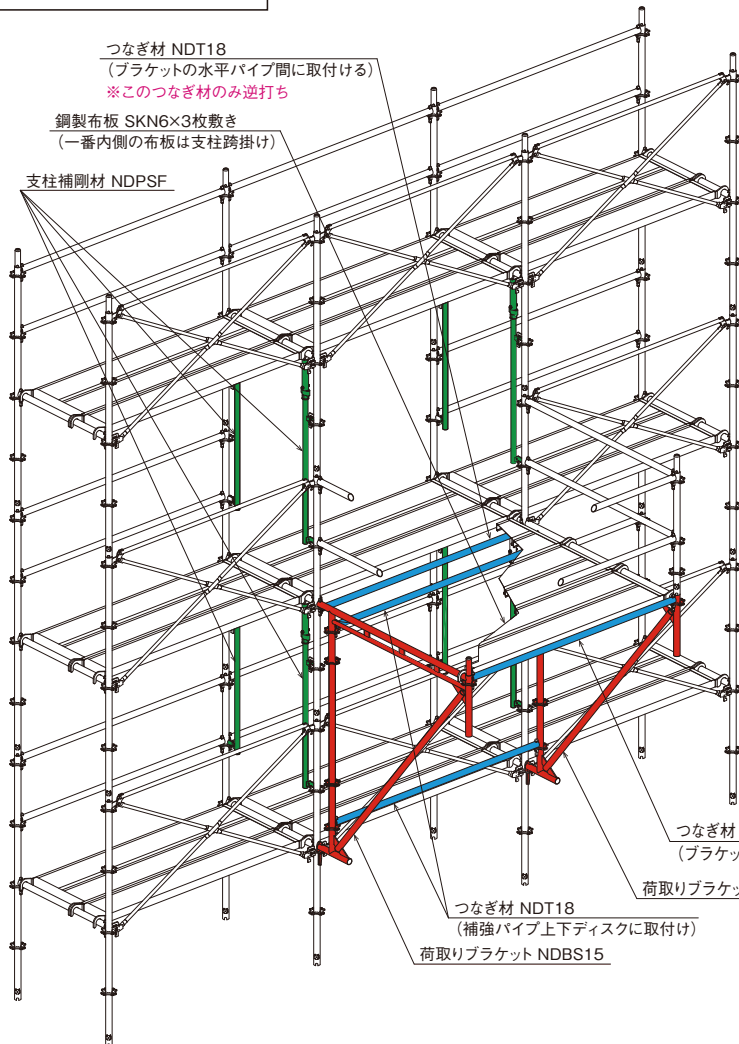 つなぎ材 NDT18
(ブラケットの水平パイプ間に取付ける)
※このつなぎ材のみ逆打ち
鋼製布板 SKN6×3枚敷き
(一番内側の布板は支柱跨掛け)
支柱補剛材 NDPSF
つなぎ材
(ブラケッ
荷取りブラケッ
つなぎ材 NDT18
(補強パイプ上下ディスクに取付け)
荷取りブラケット NDBS15